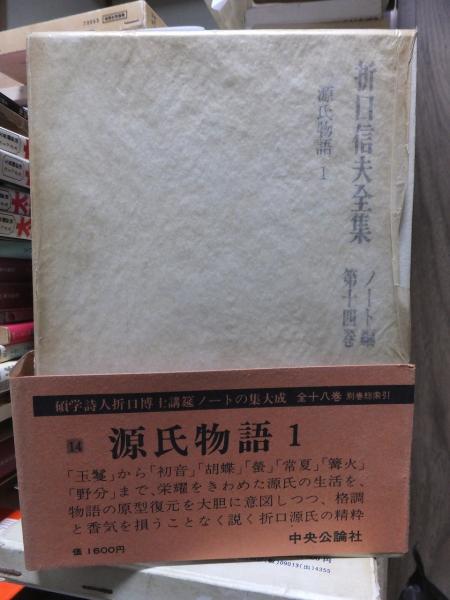 折口信夫全集 ノート編 第十四巻
源氏物語 1
碩学詩人折口博士講筵ノートの集大成 全十八巻 別巻総索引
14 源氏物語 1
「玉鬘」から「初音」「胡蝶」「螢」「常夏」「篝火」
「野分」まで、栄耀をきわめた源氏の生活を、
物語の原型復元を大胆に意図しつつ、格調
と香気を損うことなく説く折口源氏の精粋
価 1600円
中央公論社